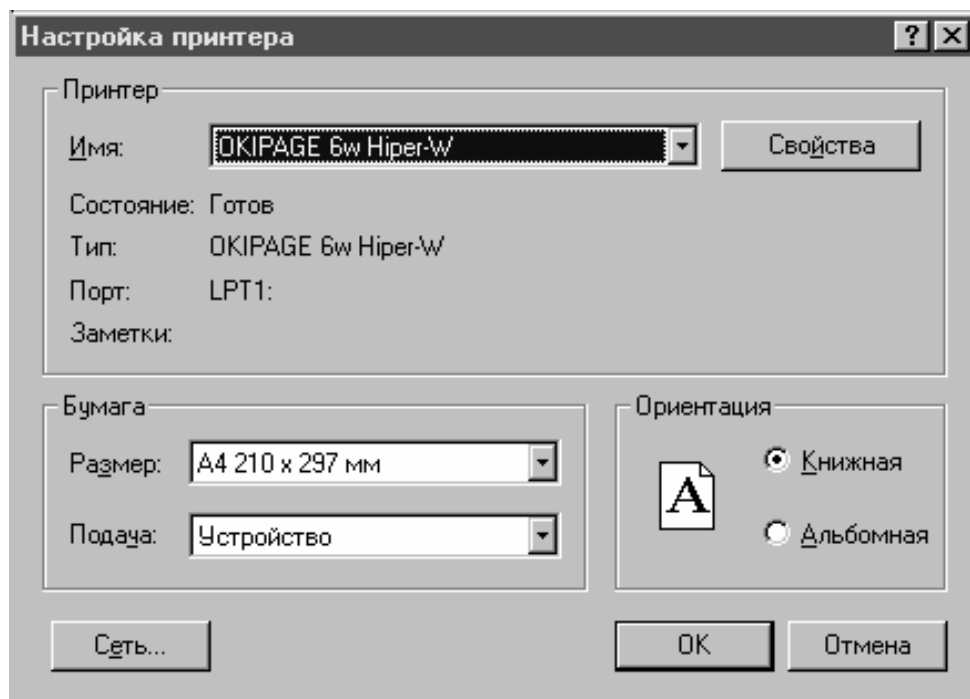 Настройка принтера
Принтер
Имя: OKIPAGE 6w Hiper-W Свойства
Состояние: Готов
Тип: OKIPAGE 6w Hiper-W
Порт: LPT1:
Заметки:
Бумага
Размер: A4 210 x 297 мм
Подача: Устройство
Ориентация
A
Книжная
Альбомная
Сеть... OK Отмена